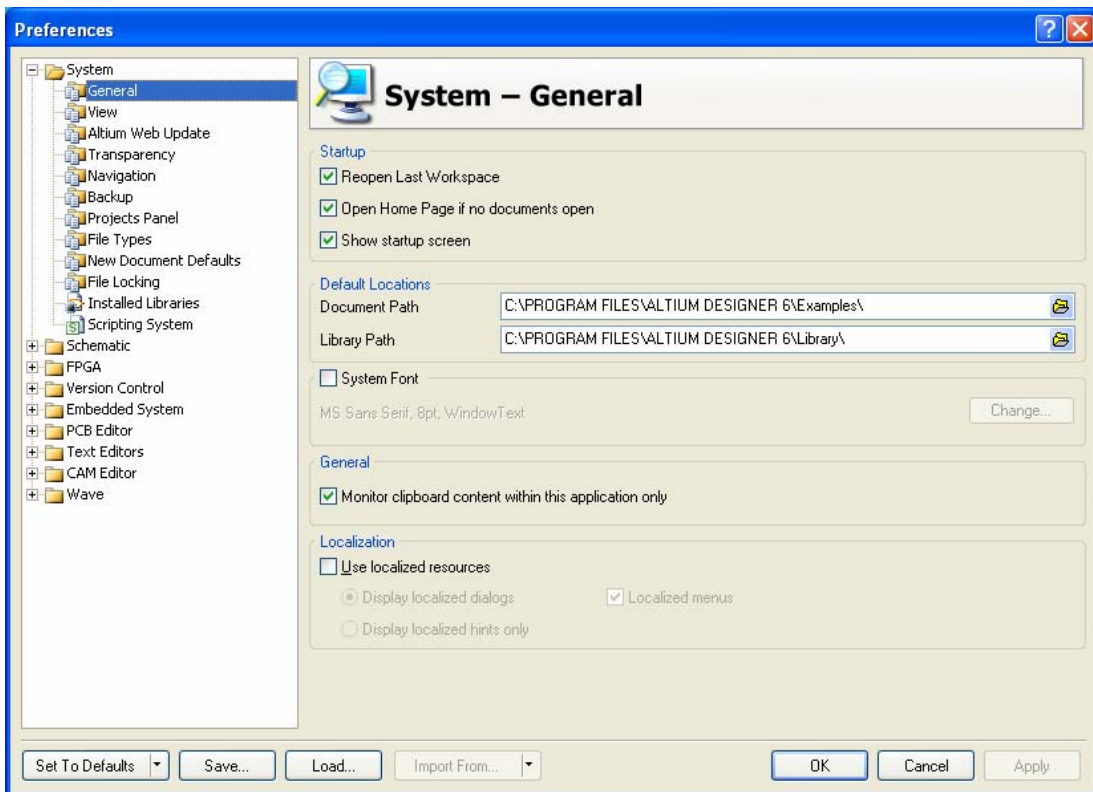 Preferences
System
General
View
Altium Web Update
Transparency
Navigation
Backup
Projects Panel
File Types
New Document Defaults
File Locking
Installed Libraries
Scripting System
Schematic
FPGA
Version Control
Embedded System
PCB Editor
Text Editors
CAM Editor
Wave
System – General
Startup
Reopen Last Workspace
Open Home Page if no documents open
Show startup screen
Default Locations
Document Path C:\PROGRAM FILES\ALTIUM DESIGNER 6\Examples\
Library Path C:\PROGRAM FILES\ALTIUM DESIGNER 6\Library\
System Font
MS Sans Serif, 8pt, WindowText Change...
General
Monitor clipboard content within this application only
Localization
Use localized resources
Display localized dialogs Localized menus
Display localized hints only
Set To Defaults Save... Load... Import From... OK Cancel Apply